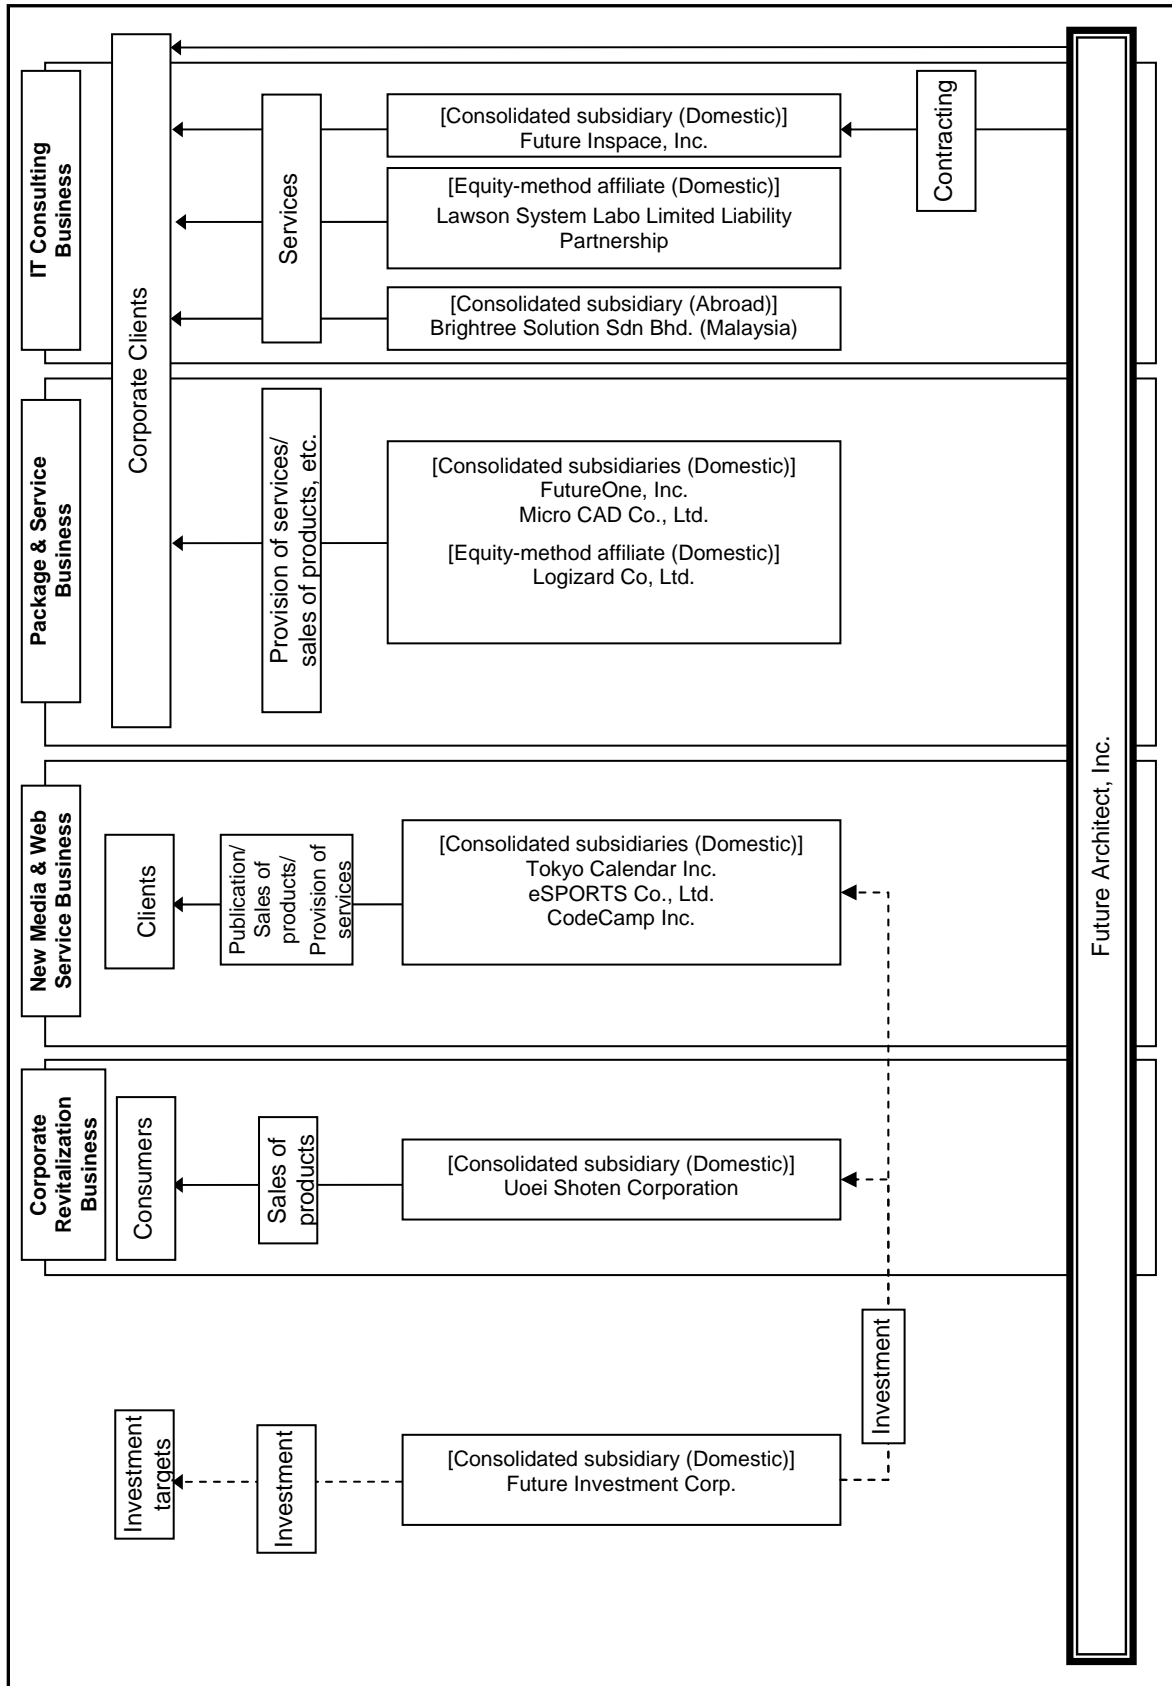 IT Consulting
Business
Corporate Clients
Services
[Consolidated subsidiary (Domestic)]
Future Inspace, Inc.
[Equity-method affiliate (Domestic)]
Lawson System Labo Limited Liability
Partnership
[Consolidated subsidiary (Abroad)]
Brightree Solution Sdn Bhd. (Malaysia)
Contracting
Package & Service
Business
Provision of services/
sales of products, etc.
[Consolidated subsidiaries (Domestic)]
FutureOne, Inc.
Micro CAD Co., Ltd.
[Equity-method affiliate (Domestic)]
Logizard Co, Ltd.
New Media & Web
Service Business
Clients
Publication/
Sales of
products/
Provision of
services
[Consolidated subsidiaries (Domestic)]
Tokyo Calendar Inc.
eSPORTS Co., Ltd.
CodeCamp Inc.
Future Architect, Inc.
Corporate
Revitalization
Business
Consumers
Sales of
products
[Consolidated subsidiary (Domestic)]
Uoei Shoten Corporation
Investment
Investment
targets
Investment
[Consolidated subsidiary (Domestic)]
Future Investment Corp.